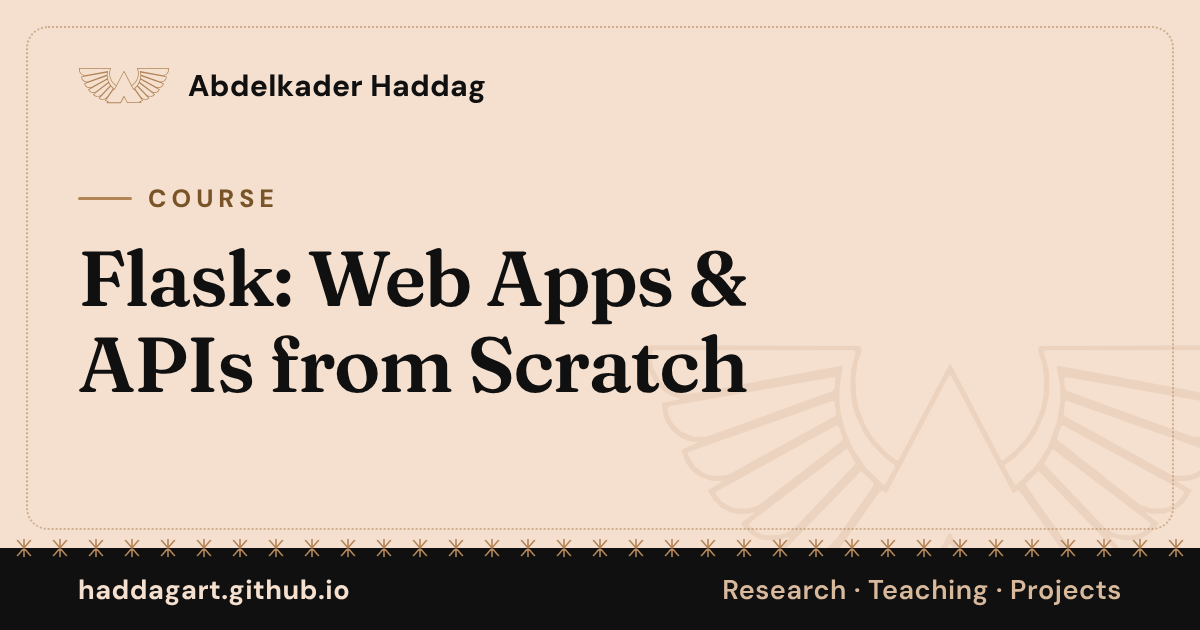 Abdelkader Haddag
COURSE
Flask: Web Apps &
APIs from Scratch
haddagart.github.io
Research · Teaching · Projects